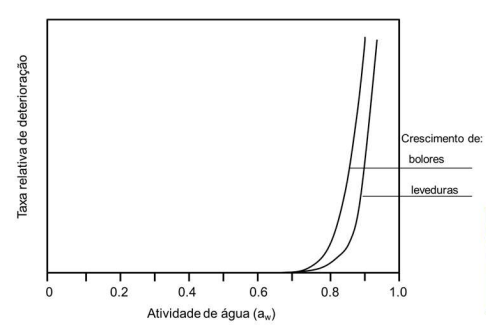 Taxa relativa de deterioração
Crescimento de:
bolores
leveduras
0 0.2 0.4 0.6 0.8 1.0
Atividade de água (aw)